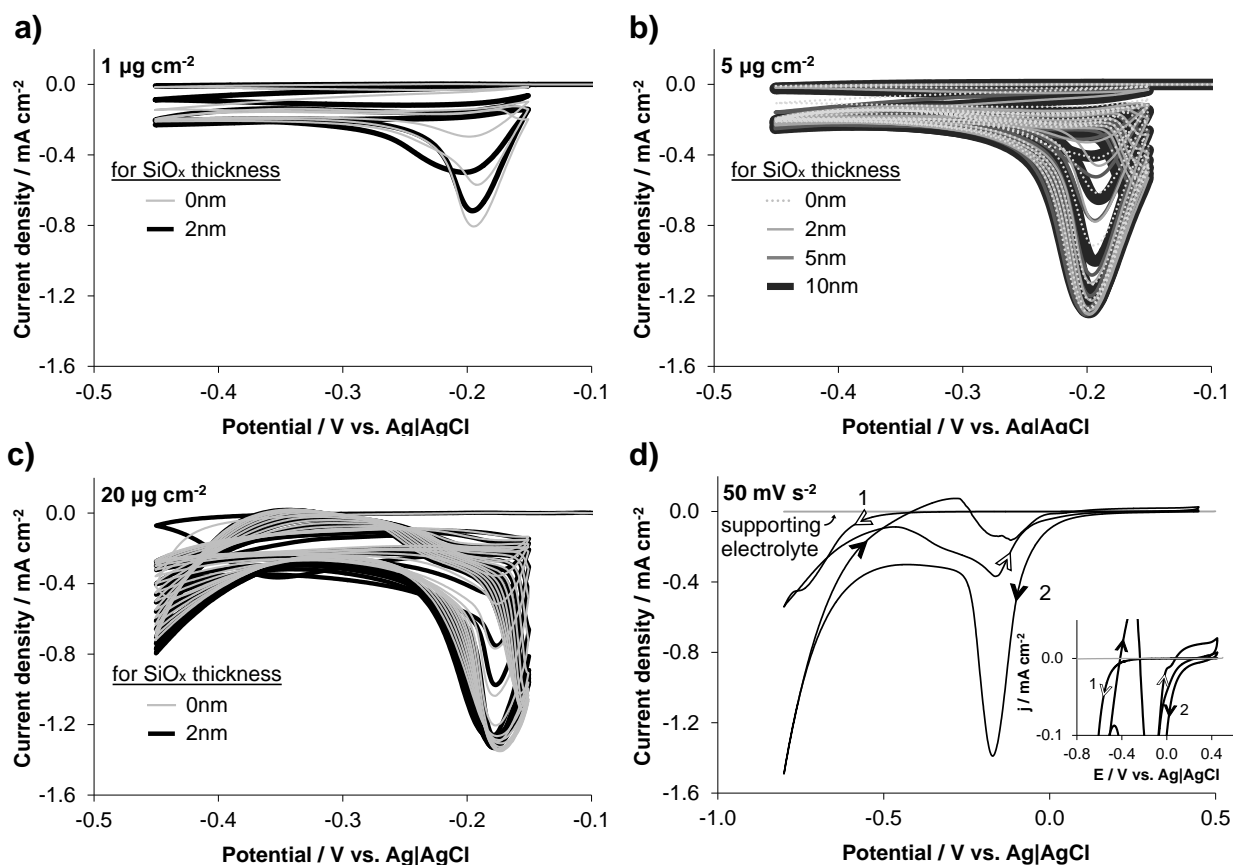 a)
1 µg cm⁻²
0.0
-0.4
-0.8
-1.2
-1.6
-0.5
-0.4
-0.3
-0.2
-0.1
Current density / mA cm⁻²
Potential / V vs. Ag|AgCl
for SiOₓ thickness
0nm
2nm
b)
5 µg cm⁻²
0.0
-0.4
-0.8
-1.2
-1.6
-0.5
-0.4
-0.3
-0.2
-0.1
Current density / mA cm⁻²
Potential / V vs. Ag|AgCl
for SiOₓ thickness
0nm
2nm
5nm
10nm
c)
20 µg cm⁻²
0.0
-0.4
-0.8
-1.2
-1.6
-0.5
-0.4
-0.3
-0.2
-0.1
Current density / mA cm⁻²
Potential / V vs. Ag|AgCl
for SiOₓ thickness
0nm
2nm
d)
50 mV s⁻²
0.0
-0.4
-0.8
-1.2
-1.6
-1.0
-0.5
0.0
0.5
Current density / mA cm⁻²
Potential / V vs. Ag|AgCl
1
supporting
electrolyte
2
j / mA cm⁻²
0.0
-0.1
1
2
-0.8
-0.4
0.0
0.4
E / V vs. Ag|AgCl